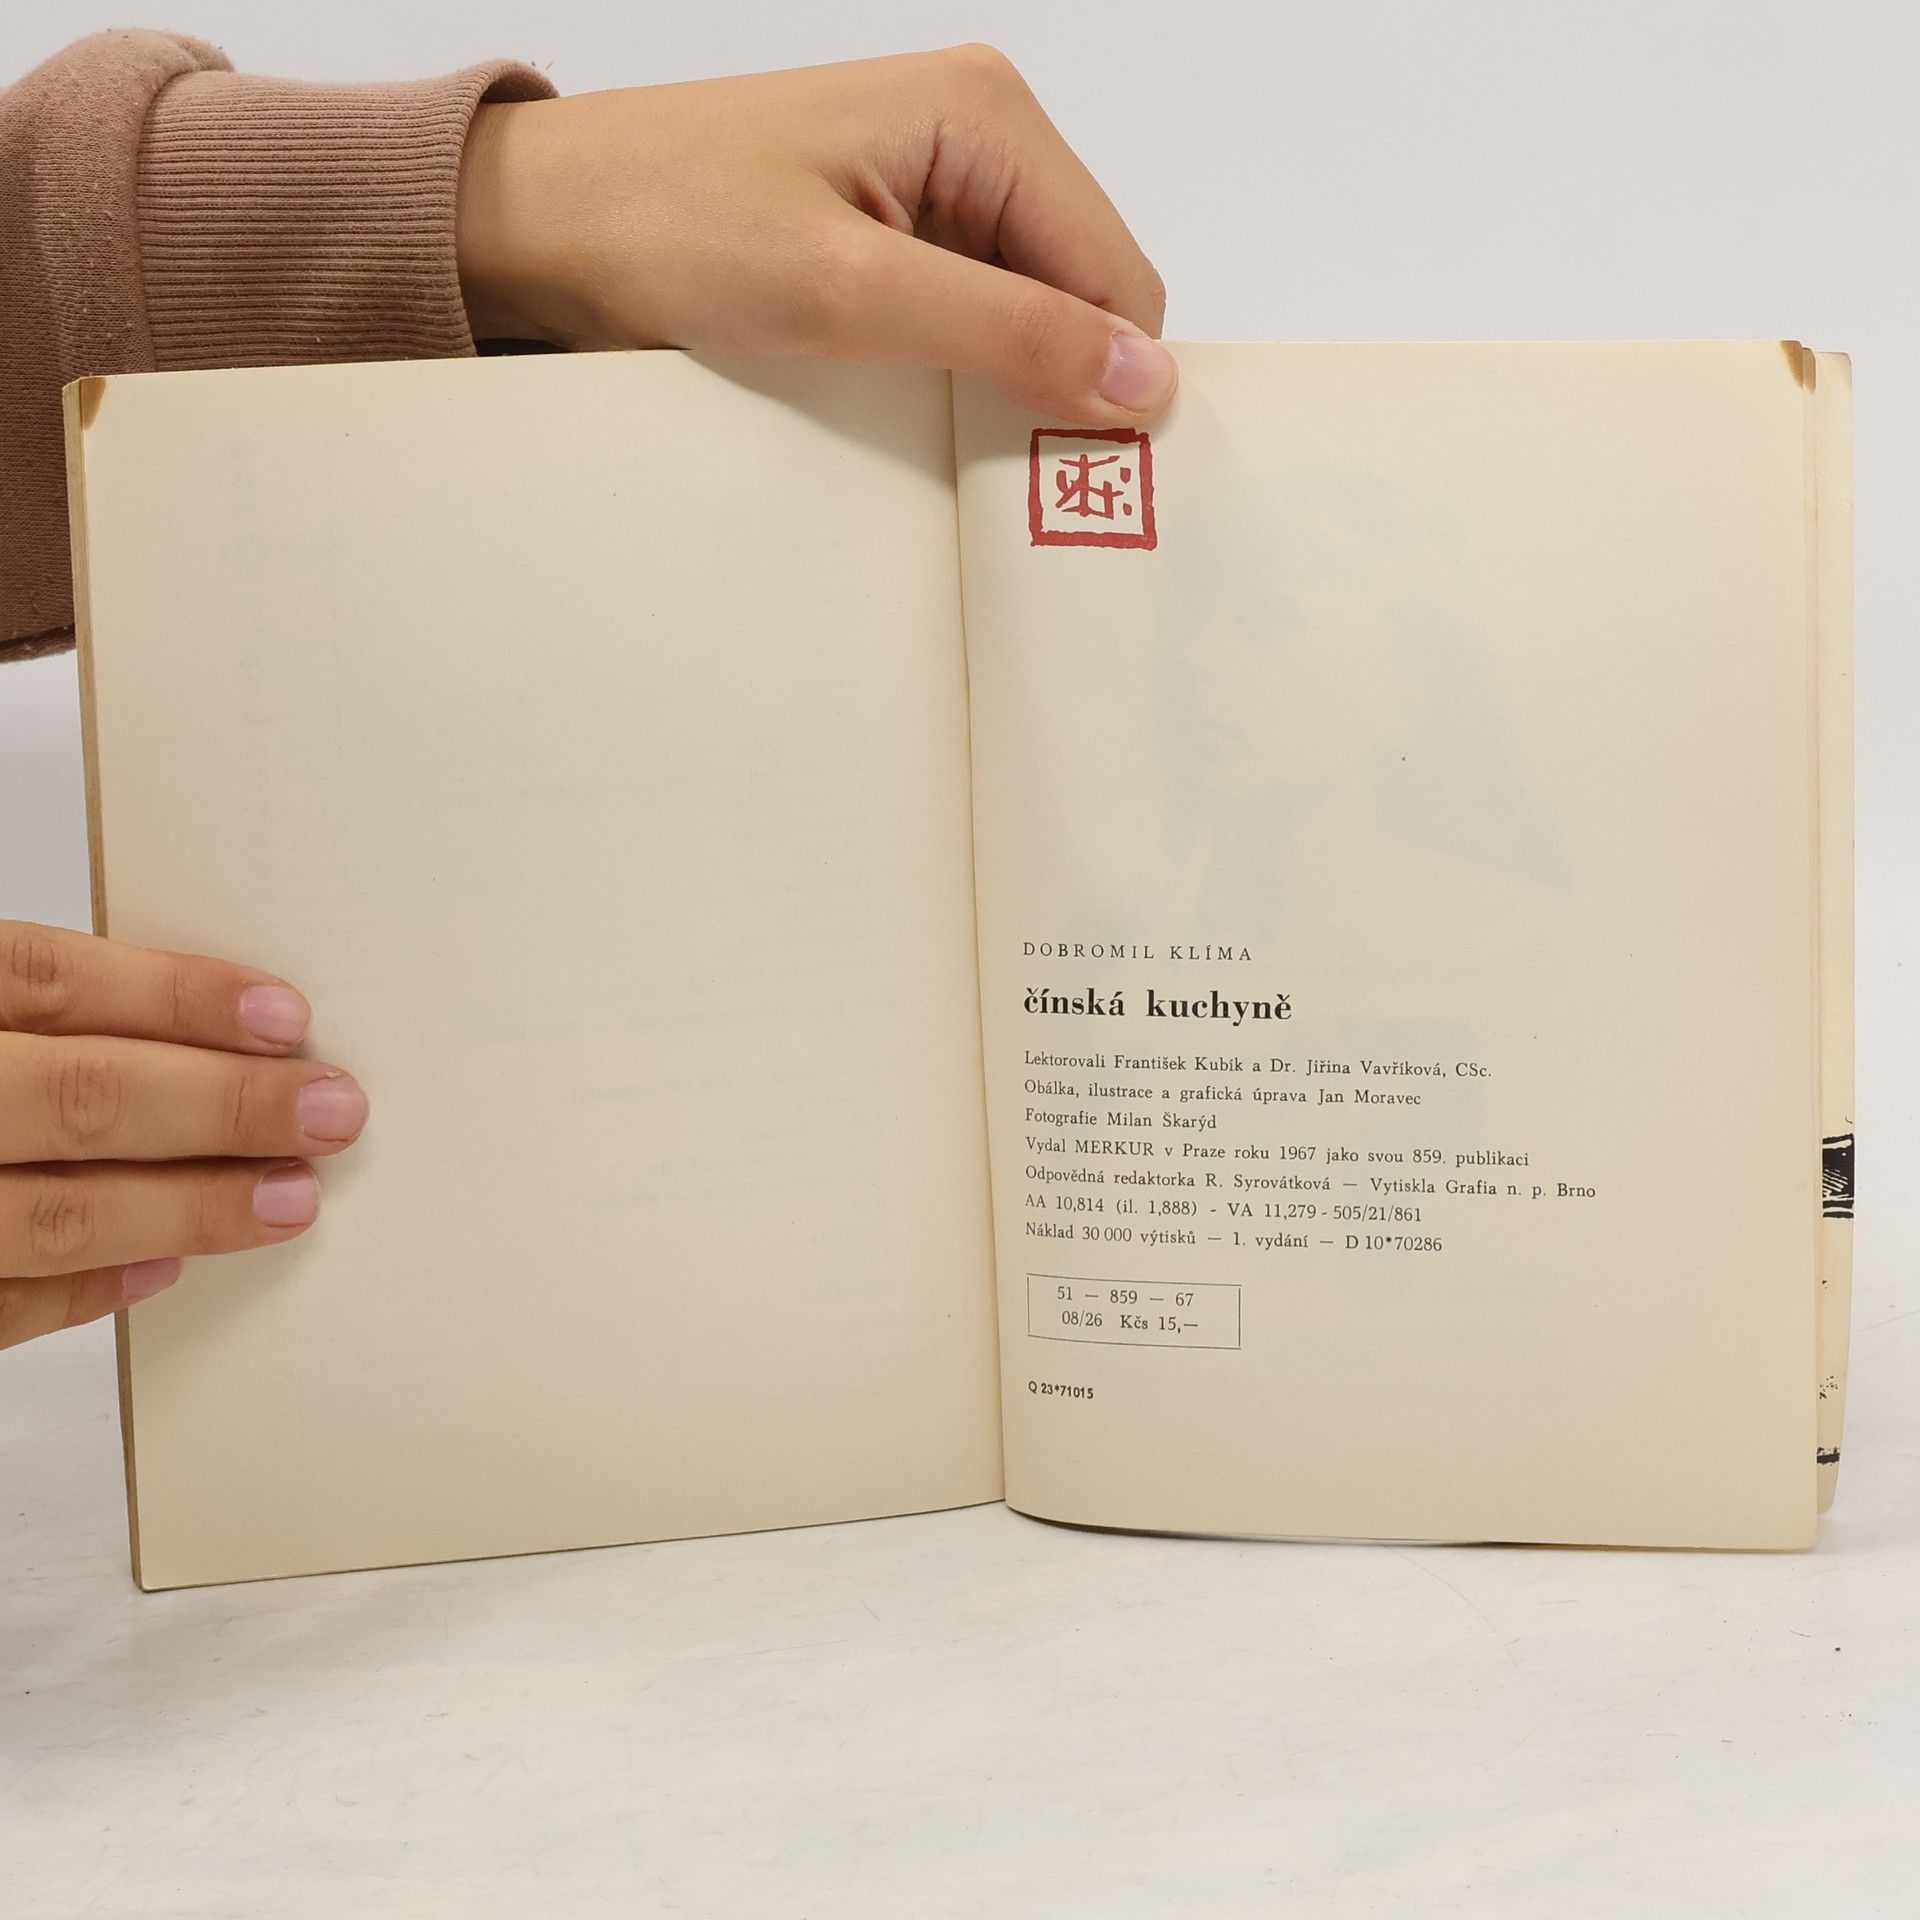 DOBROMIL KLÍMA
čínská kuchyně
Lektorovali František Kubík a Dr. Jiřina Vavříková, CSc.
Obálka, ilustrace a grafická úprava Jan Moravec
Fotografie Milan Škarýd
Vydal MERKUR v Praze roku 1967 jako svou 859. publikaci
Odpovědná redaktorka R. Syrovátková — Vytiskla Grafia n. p. Brno
AA 10,814 (il. 1,888) - VA 11,279 - 505/21/861
Náklad 30 000 výtisků — 1. vydání — D 10*70286
51 — 859 — 67
08/26 Kčs 15,—
Q 23*71015